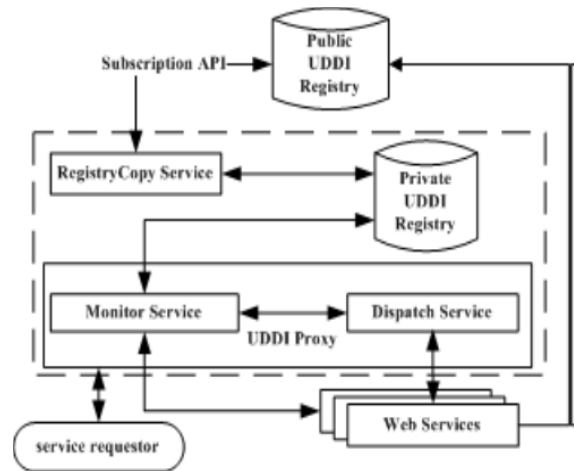 Public
UDDI
Registry
Subscription API
RegistryCopy Service
Private
UDDI
Registry
Monitor Service
Dispatch Service
UDDI Proxy
Web Services
service requestor